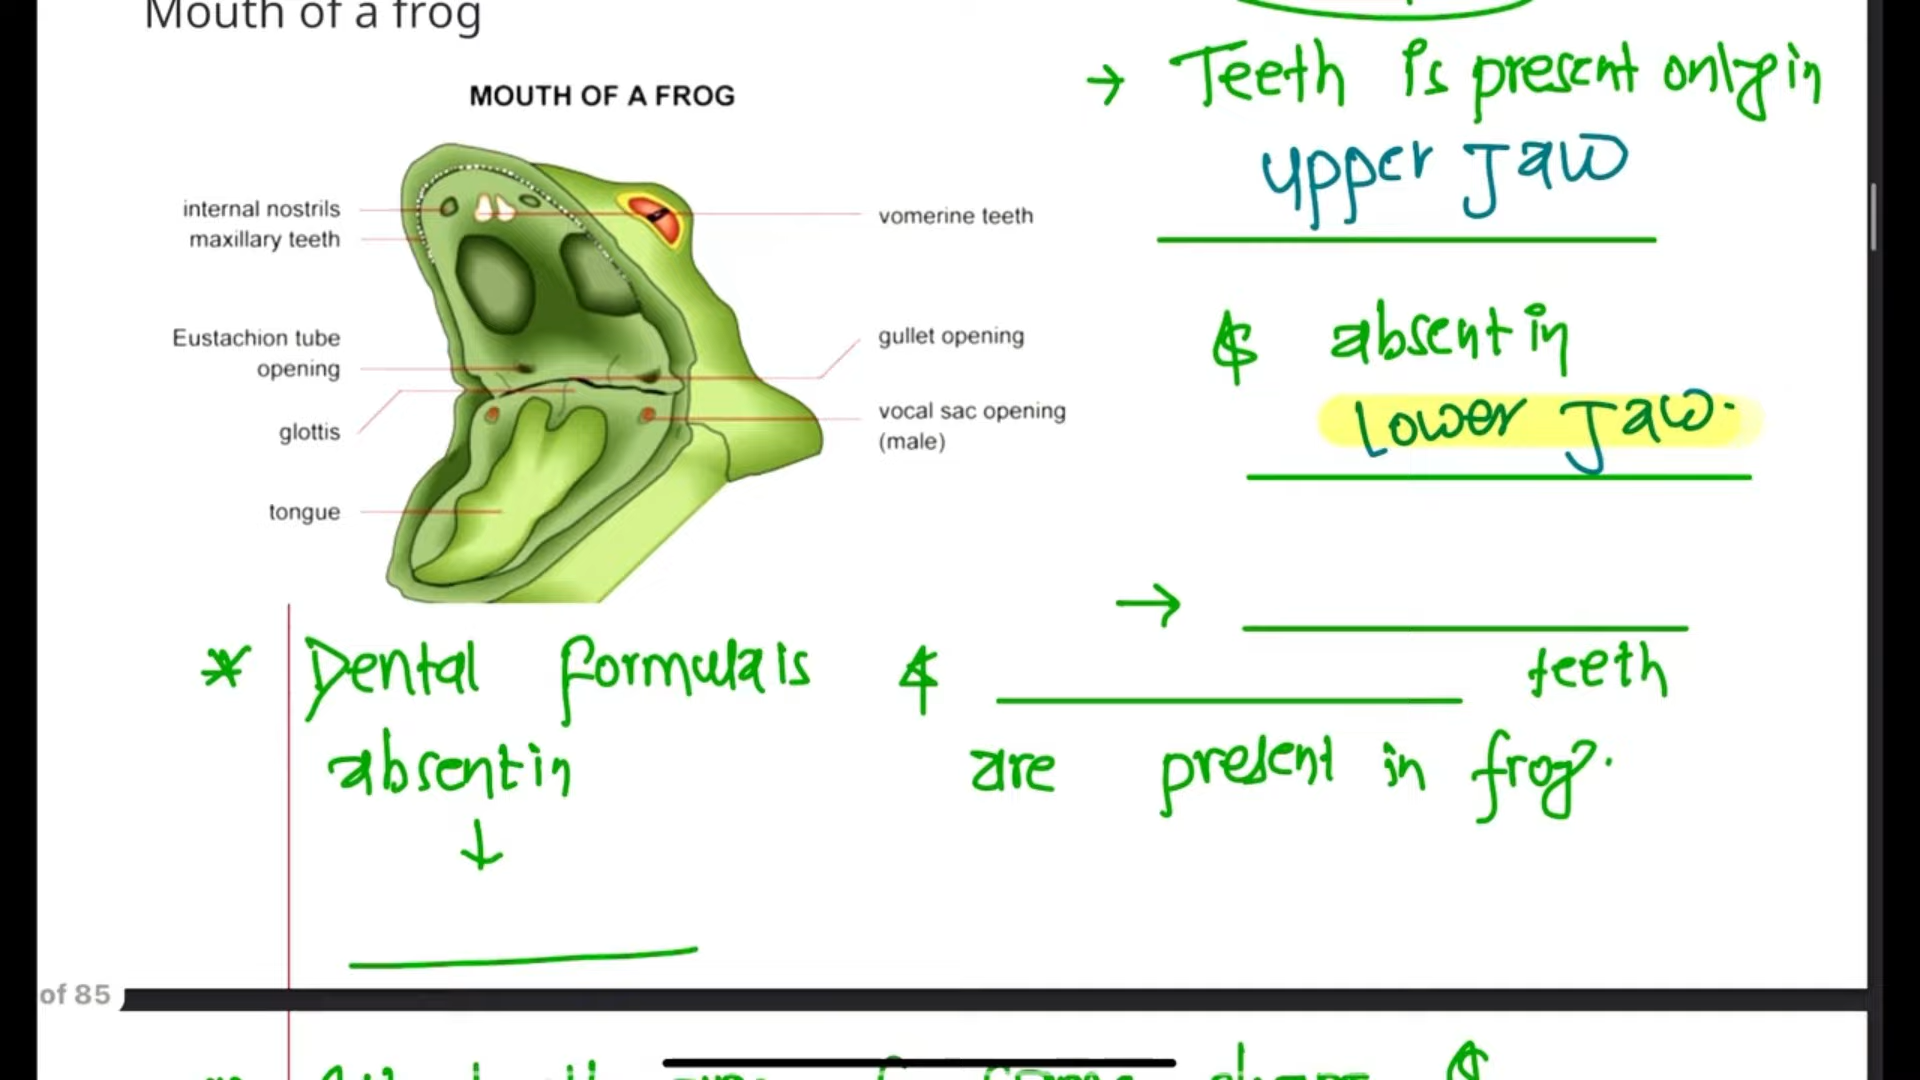 Mouth of a frog
MOUTH OF A FROG
internal nostrils
maxillary teeth
Eustachion tube
opening
glottis
tongue
vomerine teeth
gullet opening
vocal sac opening
(male)
→ Teeth is present only in
upper Jaw
& absent in
Lower Jaw.
→
& teeth
are present in frog.
* Dental formula is
absent in
↓
of 85